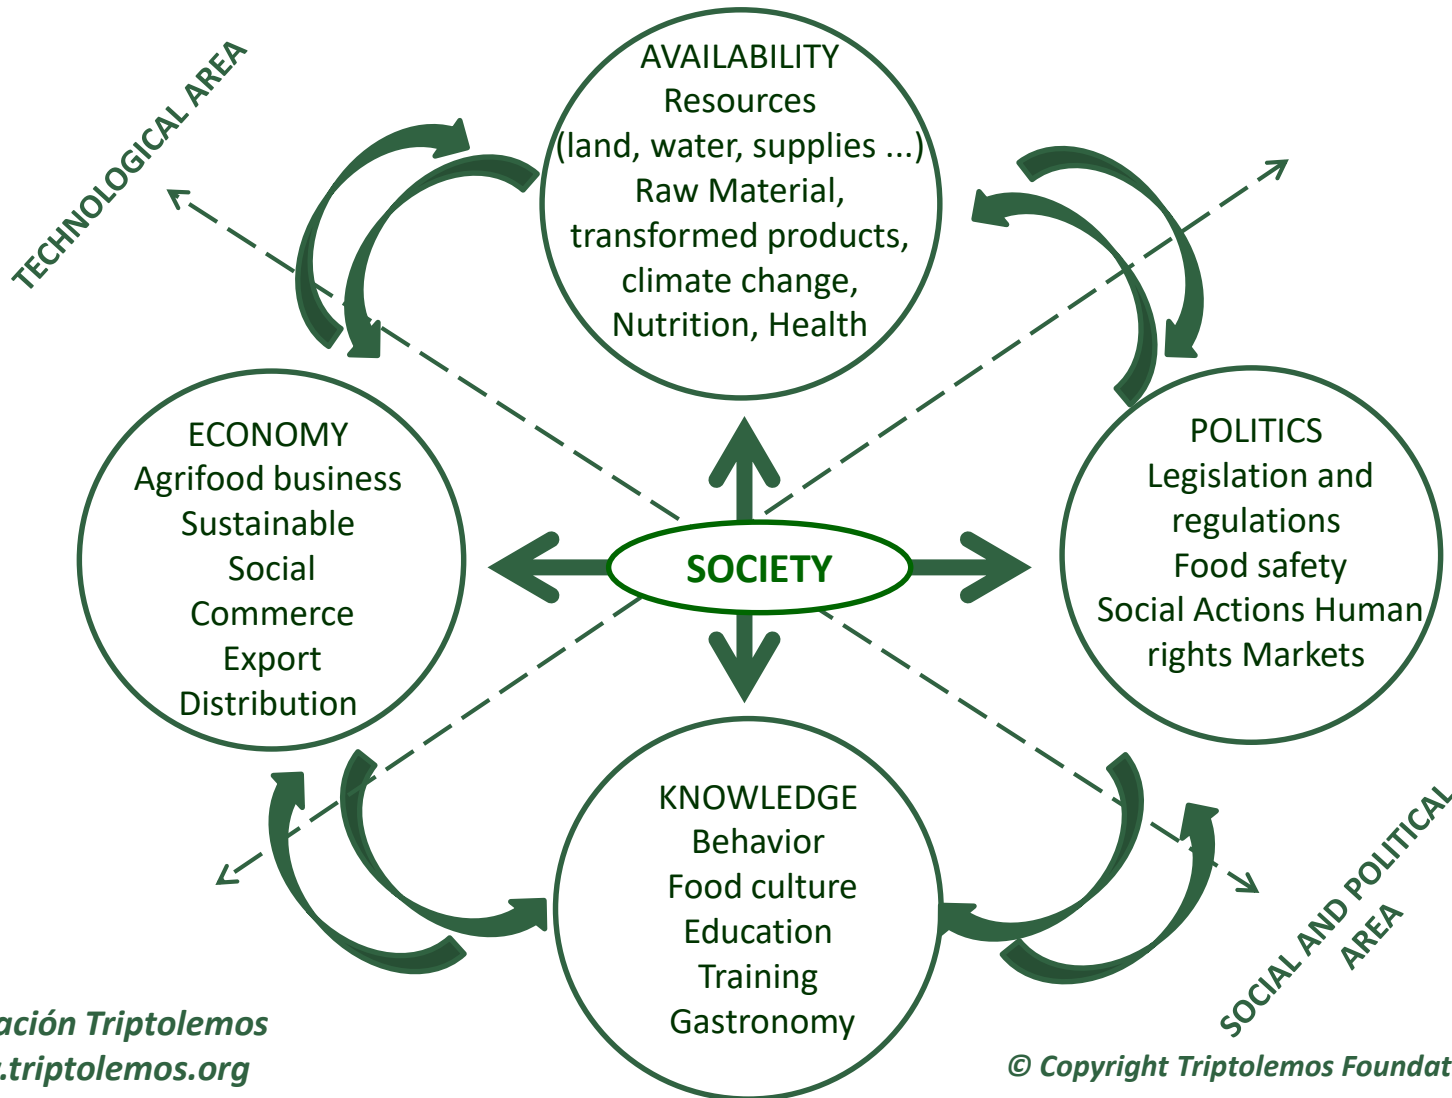 TECHNOLOGICAL AREA
AVAILABILITY
Resources
(land, water, supplies ...)
Raw Material,
transformed products,
climate change,
Nutrition, Health
ECONOMY
Agrifood business
Sustainable
Social
Commerce
Export
Distribution
SOCIETY
POLITICS
Legislation and
regulations
Food safety
Social Actions Human
rights Markets
KNOWLEDGE
Behavior
Food culture
Education
Training
Gastronomy
SOCIAL AND POLITICAL
AREA
ación Triptolemos
.triptolemos.org
© Copyright Triptolemos Foundat